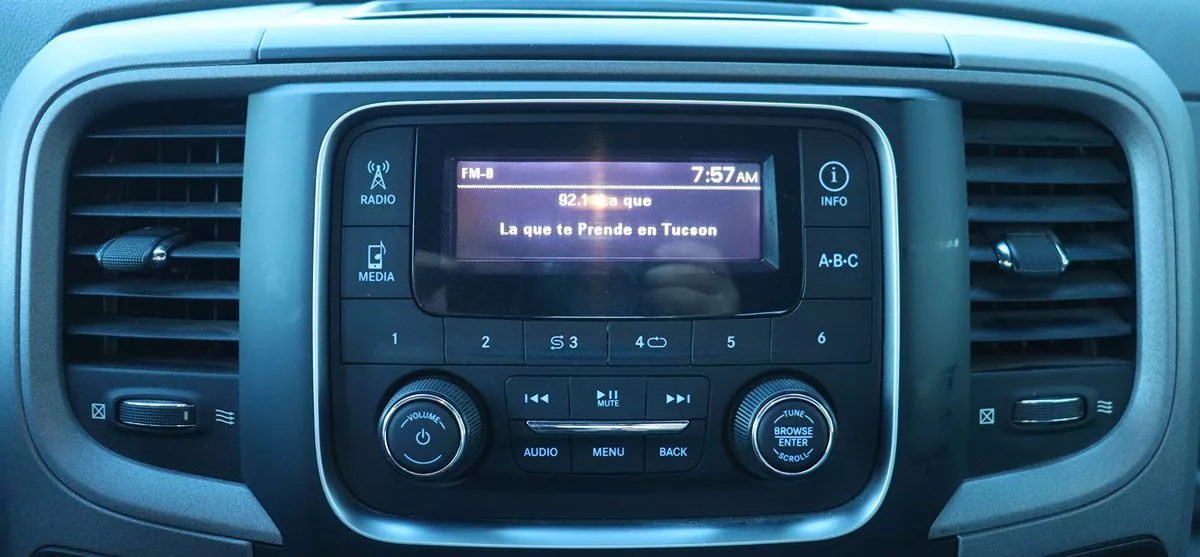 FM-B 7:57AM
92.1 La que
La que te Prende en Tucson
RADIO
MEDIA
i
INFO
A·B·C
1 2 3 4 5 6
VOLUME
MUTE
AUDIO MENU BACK
TUNE
BROWSE
ENTER
SCROLL